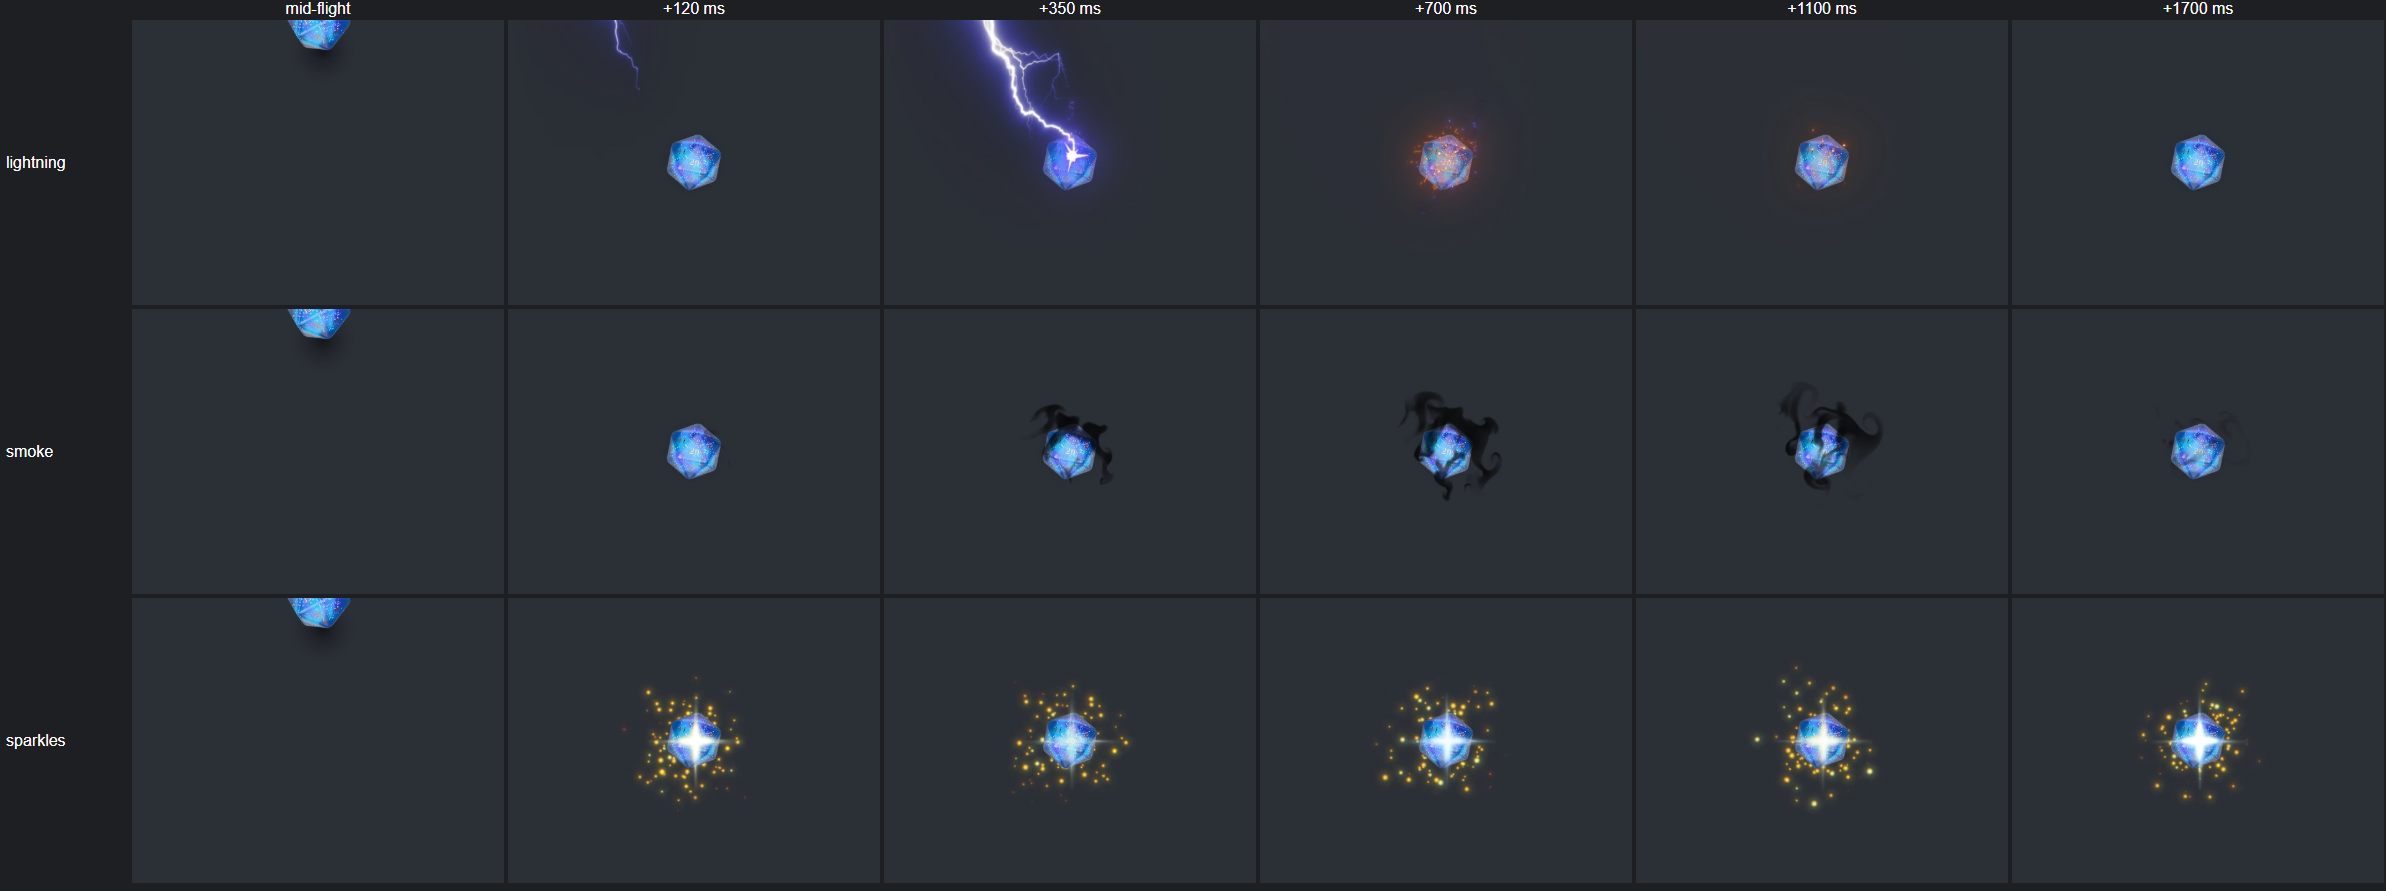 mid-flight +120 ms +350 ms +700 ms +1100 ms +1700 ms
lightning
smoke
sparkles